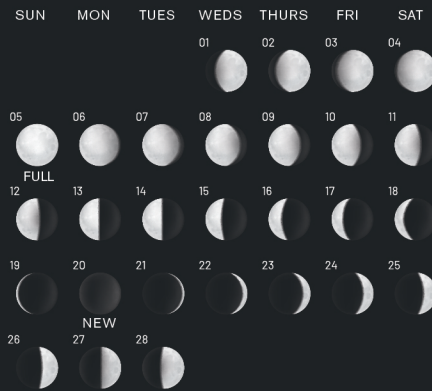 SUN MON TUES WEDS THURS FRI SAT
01 02 03 04
05 06 07 08 09 10 11
FULL
12 13 14 15 16 17 18
19 20 21 22 23 24 25
NEW
26 27 28